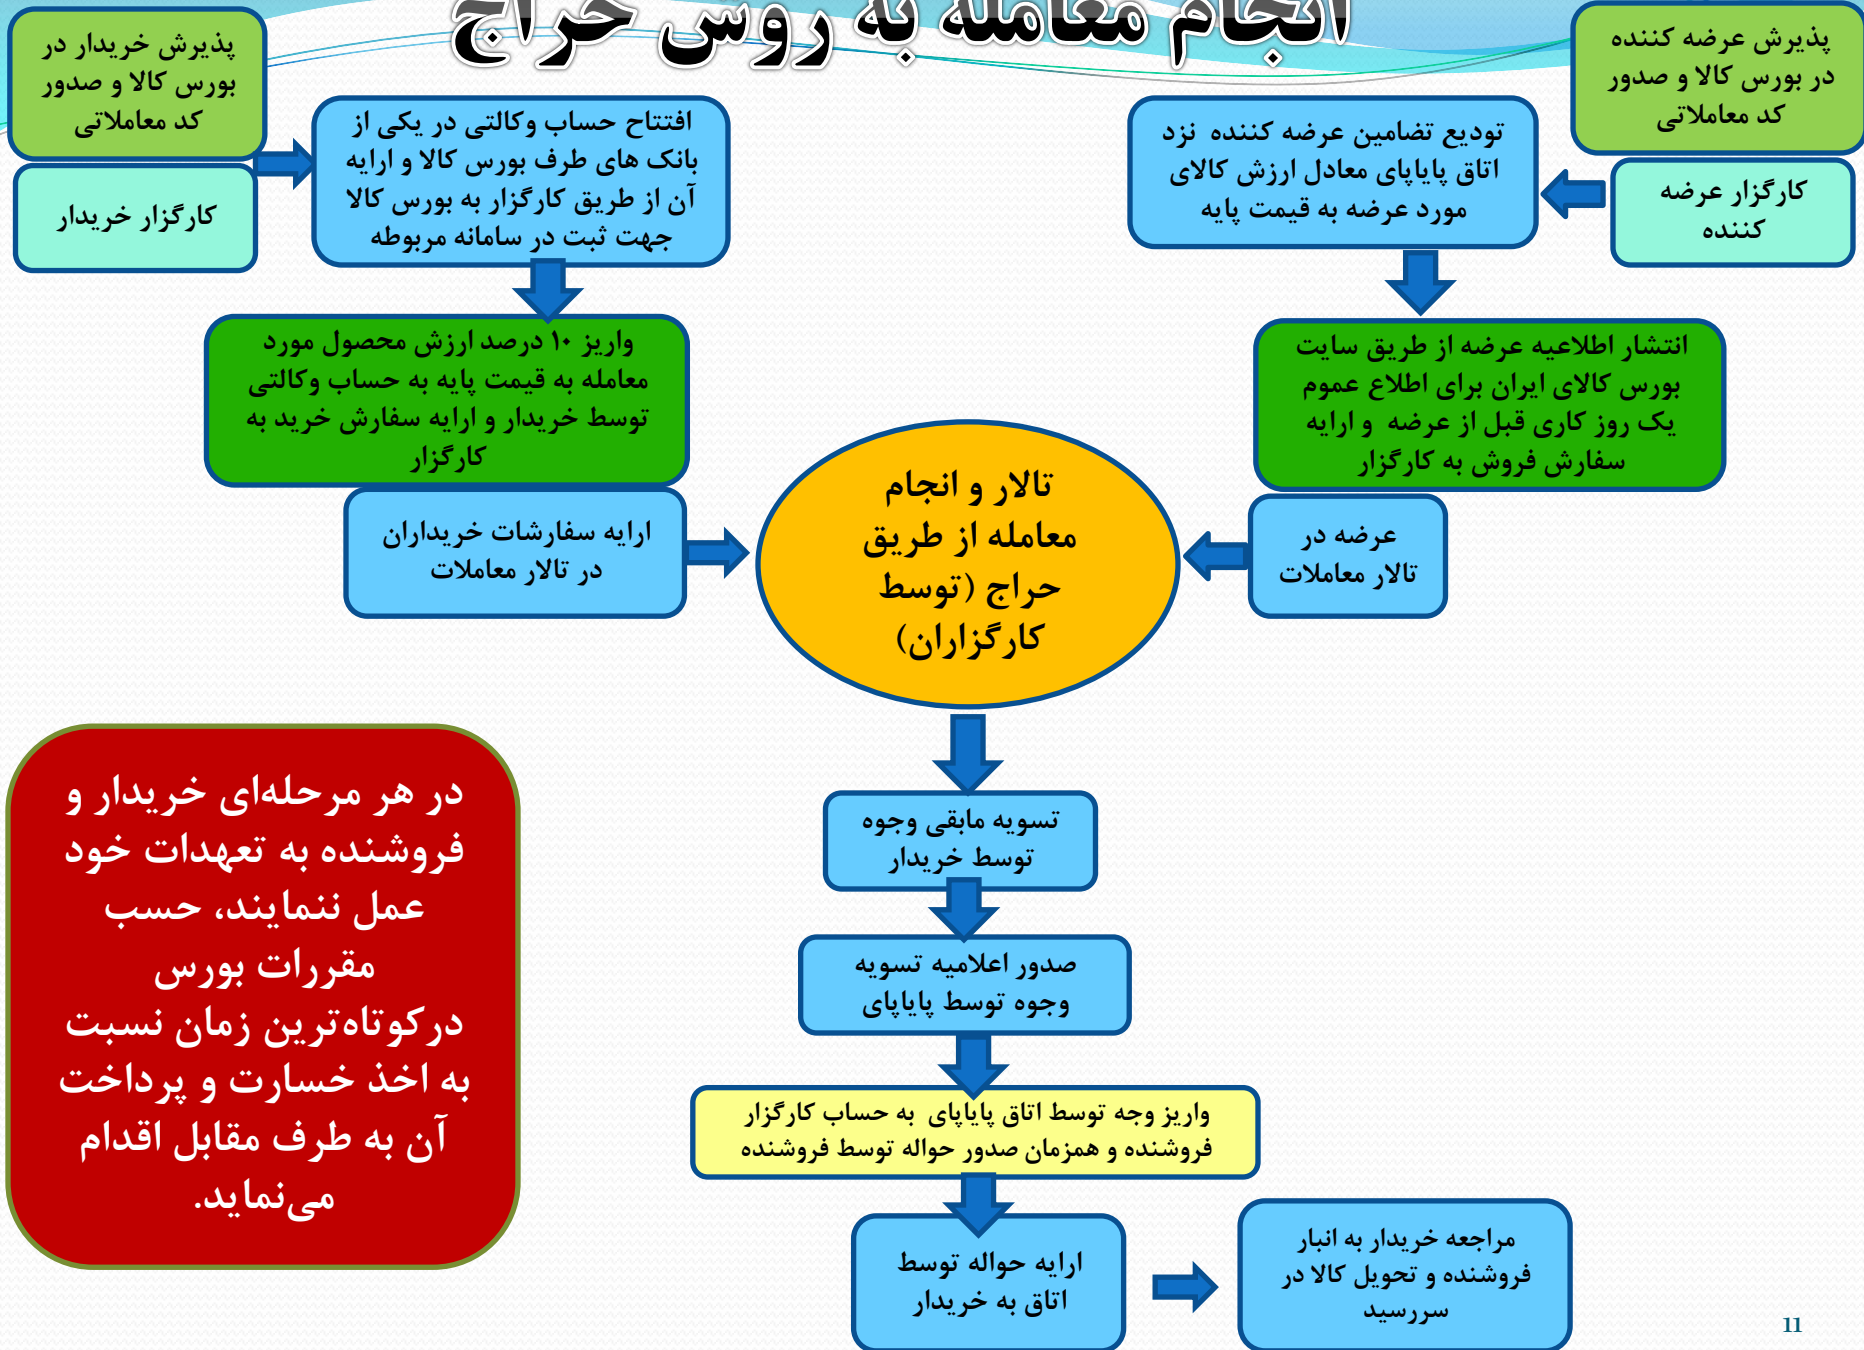 انجام معامله به روش حراج
پذیرش عرضه کننده
در بورس کالا و صدور
کد معاملاتی
کارگزار عرضه
کننده
تودیع تضامین عرضه کننده نزد
اتاق پایاپای معادل ارزش کالای
مورد عرضه به قیمت پایه
انتشار اطلاعیه عرضه از طریق سایت
بورس کالای ایران برای اطلاع عموم
یک روز کاری قبل از عرضه و ارایه
سفارش فروش به کارگزار
عرضه در
تالار معاملات
پذیرش خریدار در
بورس کالا و صدور
کد معاملاتی
کارگزار خریدار
افتتاح حساب وکالتی در یکی از
بانک های طرف بورس کالا و ارایه
آن از طریق کارگزار به بورس کالا
جهت ثبت در سامانه مربوطه
واریز ۱۰ درصد ارزش محصول مورد
معامله به قیمت پایه به حساب وکالتی
توسط خریدار و ارایه سفارش خرید به
کارگزار
ارایه سفارشات خریداران
در تالار معاملات
تالار و انجام
معامله از طریق
حراج (توسط
کارگزاران)
تسویه مابقی وجوه
توسط خریدار
صدور اعلامیه تسویه
وجوه توسط پایاپای
واریز وجه توسط اتاق پایاپای به حساب کارگزار
فروشنده و همزمان صدور حواله توسط فروشنده
ارایه حواله توسط
اتاق به خریدار
مراجعه خریدار به انبار
فروشنده و تحویل کالا در
سررسید
در هر مرحله‌ای خریدار و
فروشنده به تعهدات خود
عمل ننمایند، حسب
مقررات بورس
درکوتاه‌ترین زمان نسبت
به اخذ خسارت و پرداخت
آن به طرف مقابل اقدام
می‌نماید.
11